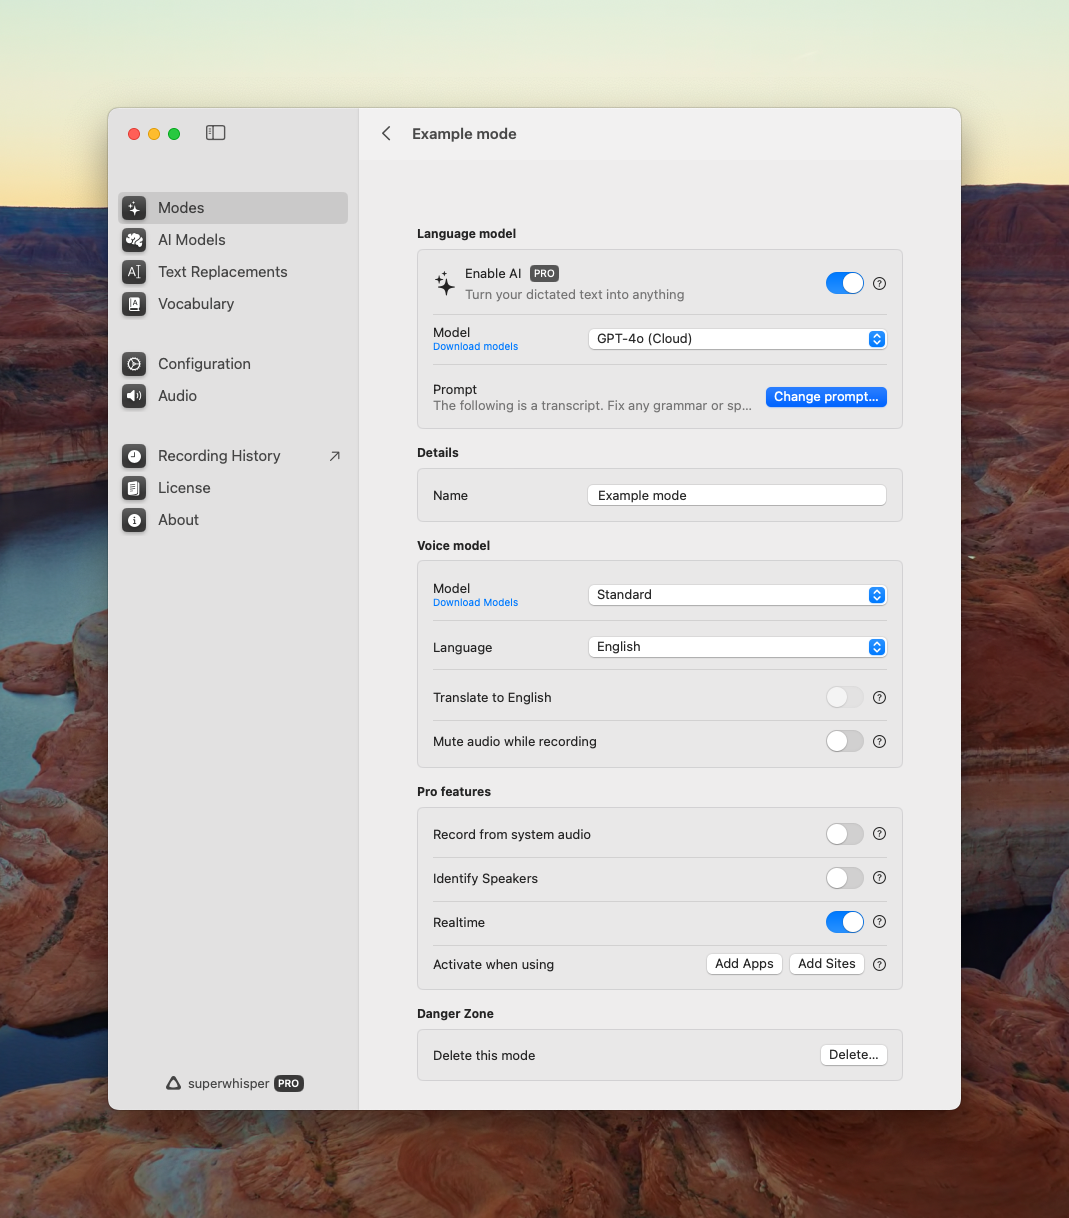 Example mode
Modes
AI Models
Text Replacements
Vocabulary
Configuration
Audio
Recording History
License
About
superwhisper PRO
Language model
Enable AI PRO
Turn your dictated text into anything
Model
Download models
GPT-4o (Cloud)
Prompt
The following is a transcript. Fix any grammar or sp...
Change prompt...
Details
Name
Example mode
Voice model
Model
Download Models
Standard
Language
English
Translate to English
Mute audio while recording
Pro features
Record from system audio
Identify Speakers
Realtime
Activate when using
Add Apps
Add Sites
Danger Zone
Delete this mode
Delete...